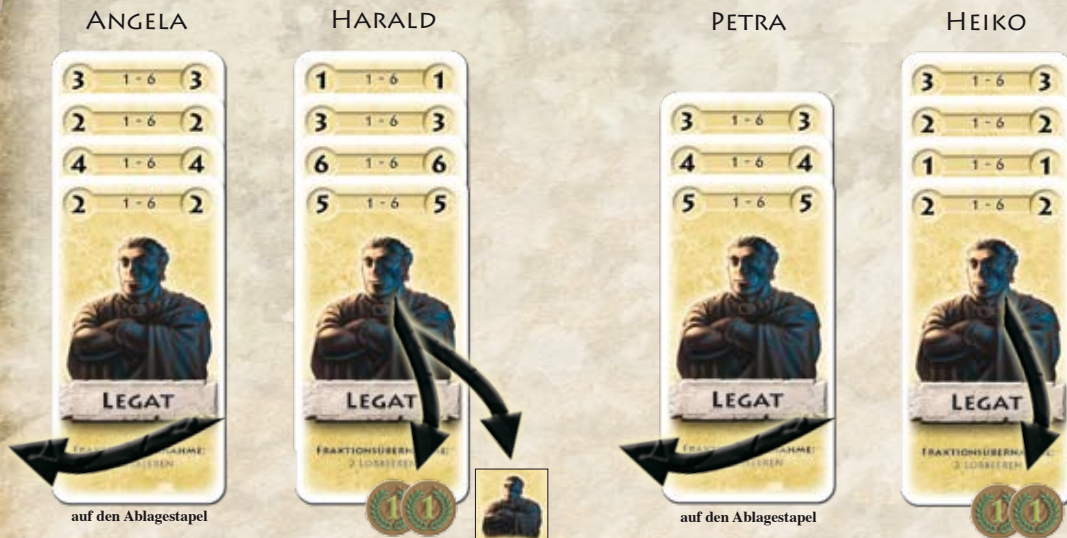 ANGELA
3 1 - 6 3
2 1 - 6 2
4 1 - 6 4
2 1 - 6 2
LEGAT
auf den Ablagestapel
HARALD
1 1 - 6 1
3 1 - 6 3
6 1 - 6 6
5 1 - 6 5
LEGAT
2 LORBEEREN
1 1
PETRA
3 1 - 6 3
4 1 - 6 4
5 1 - 6 5
LEGAT
auf den Ablagestapel
HEIKO
3 1 - 6 3
2 1 - 6 2
1 1 - 6 1
2 1 - 6 2
LEGAT
FRAKTIONSÜBERNAHME:
2 LORBEEREN
1 1